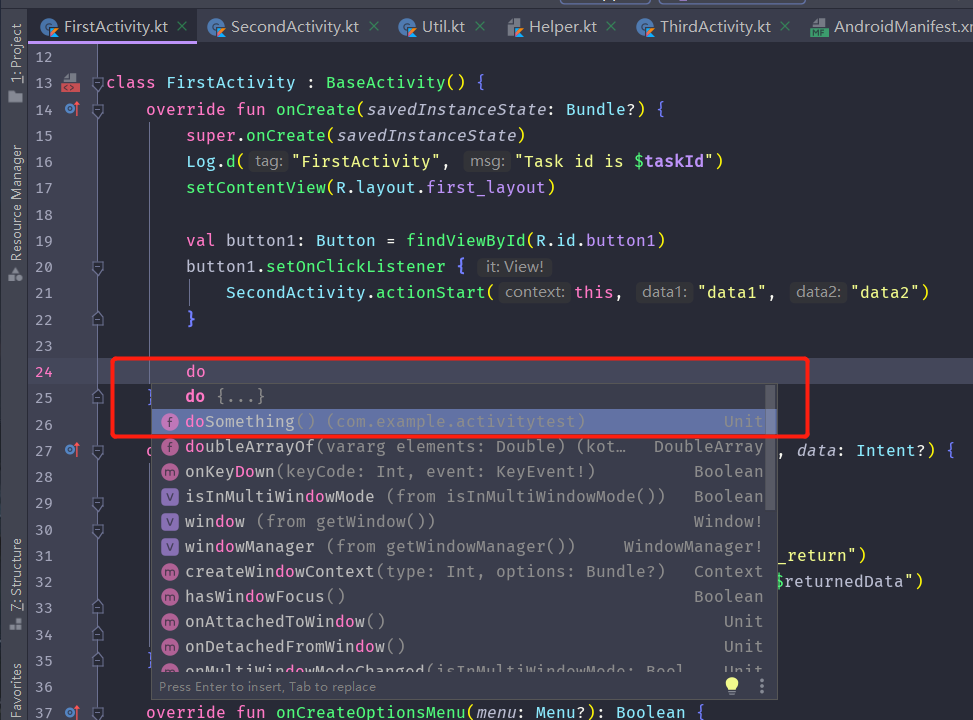 FirstActivity.kt SecondActivity.kt Util.kt Helper.kt ThirdActivity.kt AndroidManifest.xm
1: Project
Resource Manager
7: Structure
Favorites
12
13 class FirstActivity : BaseActivity() {
14 override fun onCreate(savedInstanceState: Bundle?) {
15 super.onCreate(savedInstanceState)
16 Log.d( tag: "FirstActivity", msg: "Task id is $taskId")
17 setContentView(R.layout.first_layout)
18
19 val button1: Button = findViewById(R.id.button1)
20 button1.setOnClickListener { it: View!
21 SecondActivity.actionStart( context: this, data1: "data1", data2: "data2")
22 }
23
24 do
25 }
do {...}
26
f doSomething() (com.example.activitytest) Unit
f doubleArrayOf(vararg elements: Double) (kot… DoubleArray
27 , data: Intent?) {
m onKeyDown(keyCode: Int, event: KeyEvent!) Boolean
28
V isInMultiWindowMode (from isInMultiWindowMode()) Boolean
29
V window (from getWindow()) Window!
30
V windowManager (from getWindowManager()) WindowManager!
31 _return")
m createWindowContext(type: Int, options: Bundle?) Context
32 $returnedData")
m hasWindowFocus() Boolean
33
m onAttachedToWindow() Unit
34
m onDetachedFromWindow() Unit
35 }
m onMultiWindowModeChanged(isInMultiWindowMode: Bool… Unit
36
Press Enter to insert, Tab to replace
37 override fun onCreateOptionsMenu(menu: Menu?): Boolean {